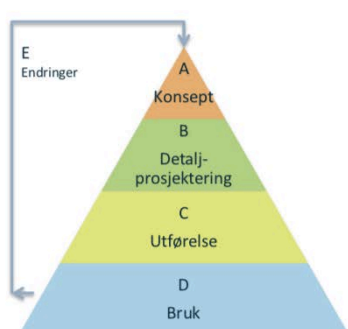 E
Endringer
A
Konsept
B
Detalj-
prosjektering
C
Utførelse
D
Bruk